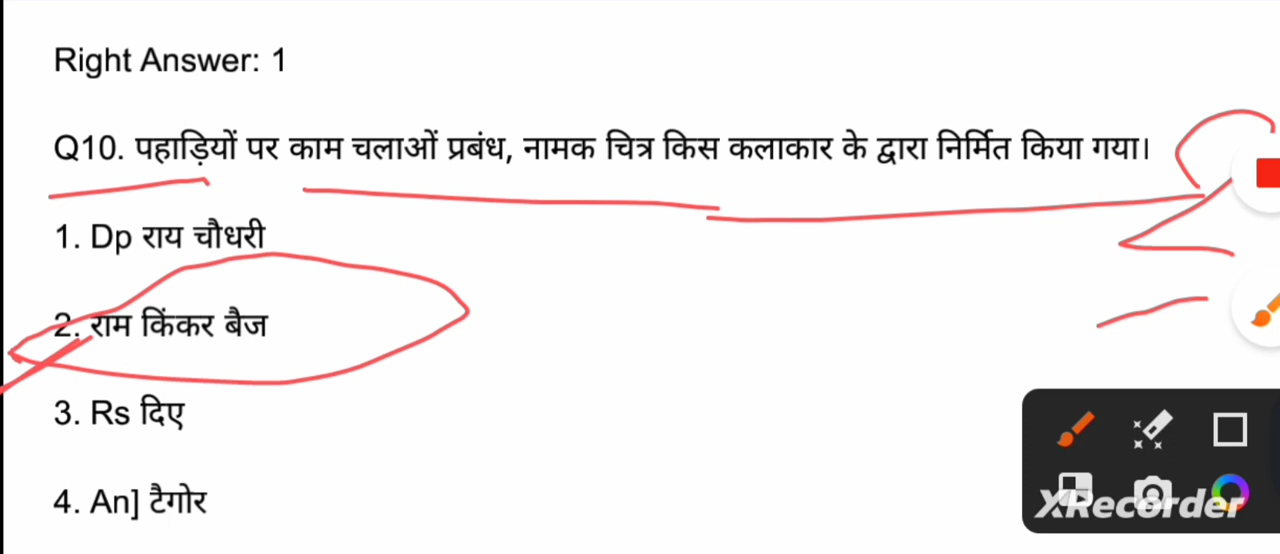 Right Answer: 1
Q10. पहाड़ियों पर काम चलाओं प्रबंध, नामक चित्र किस कलाकार के द्वारा निर्मित किया गया।
1. Dp राय चौधरी
2. राम किंकर बैज
3. Rs दिए
4. An] टैगोर
XRecorder